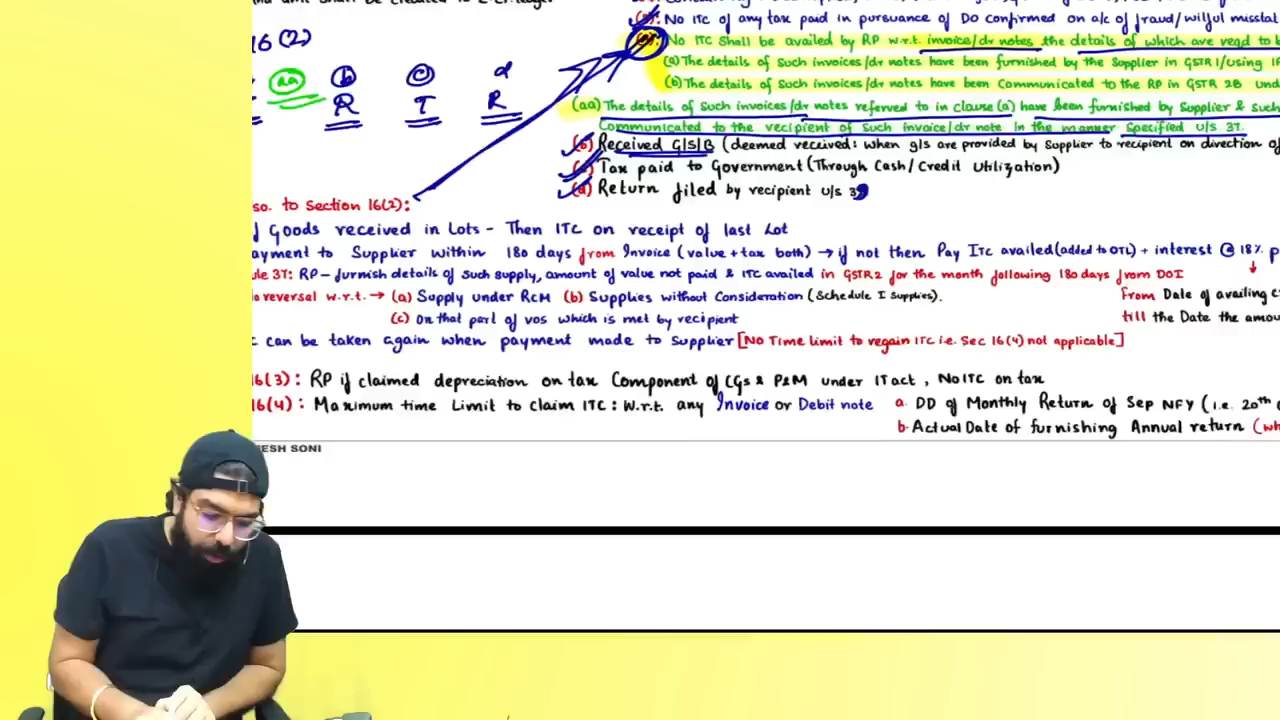 No ITC of any tax paid in pursuance of DO confirmed on a/c of fraud/wilful misstat
No ITC shall be availed by RP w.r.t. invoice/dr notes the details of which are reqd to b
(a) The details of such invoices/dr notes have been furnished by the Supplier in GSTR 1/using IF
(b) The details of such invoices/dr notes have been communicated to the RP in GSTR 2B Und
16 (2)
(aa) (b) (c) d
R T R
(aa) The details of such invoices/dr notes referred to in clause (a) have been furnished by Supplier & such
Communicated to the recipient of such invoice/dr note in the manner specified u/s 37.
(b) Received G|S|B (deemed received: when g/s are provided by Supplier to recipient on direction of
(c) Tax paid to Government (Through Cash/Credit Utilization)
(d) Return filed by recipient u/s 39
so. to Section 16(2):
f Goods received in Lots - Then ITC on receipt of last Lot
ayment to Supplier within 180 days from Invoice (value+tax both) → if not then Pay ITC availed (added to OTL) + interest @ 18% p
ule 37: RP-furnish details of such supply, amount of value not paid & ITC availed in GSTR2 for the month following 180 days from DOI
o reversal w.r.t. → (a) Supply under RCM (b) Supplies without Consideration (Schedule I Supplies).
From Date of availing c
(c) On that part of vos which is met by recipient
till the Date the amou
c can be taken again when payment made to Supplier [No Time limit to regain ITC i.e. Sec 16(4) not applicable]
16(3): RP if claimed depreciation on tax Component of CGs & P&M under IT act, No ITC on tax
16(4): Maximum time Limit to claim ITC: W.r.t. any Invoice or Debit note a. DD of Monthly Return of Sep NFY (i.e. 20th
b. Actual Date of furnishing Annual return (wh
ESH SONI